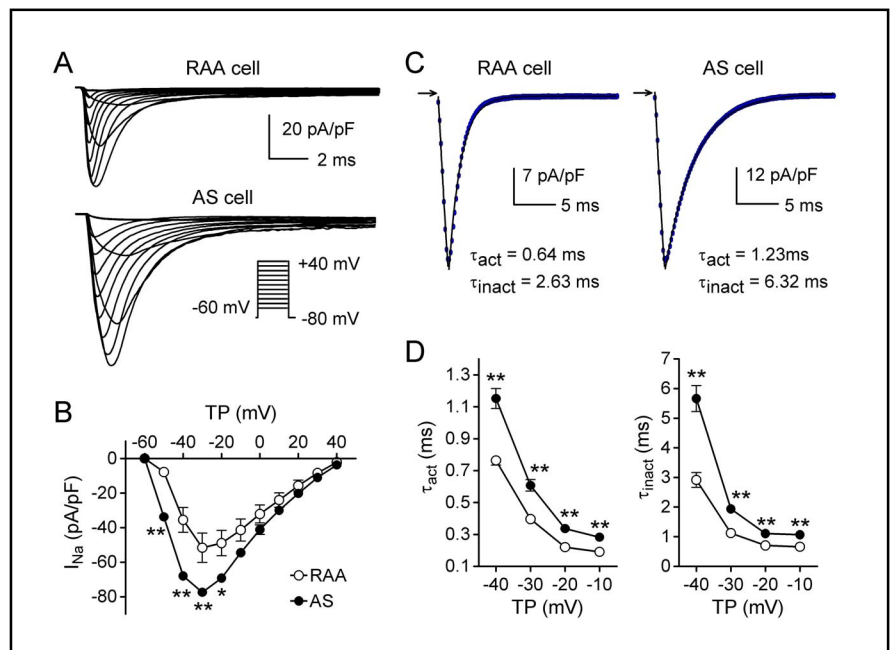 A
RAA cell
20 pA/pF
2 ms
AS cell
+40 mV
-60 mV
-80 mV
B
TP (mV)
-60 -40 -20 0 20 40
0
-20
-40
-60
-80
I_Na (pA/pF)
**
**
**
*
RAA
AS
C
RAA cell
AS cell
7 pA/pF
5 ms
12 pA/pF
5 ms
τact = 0.64 ms
τinact = 2.63 ms
τact = 1.23ms
τinact = 6.32 ms
D
1.3
1.1
0.9
0.7
0.5
0.3
0.1
τact (ms)
**
**
**
**
-40 -30 -20 -10
TP (mV)
7
6
5
4
3
2
1
0
τinact (ms)
**
**
**
**
-40 -30 -20 -10
TP (mV)